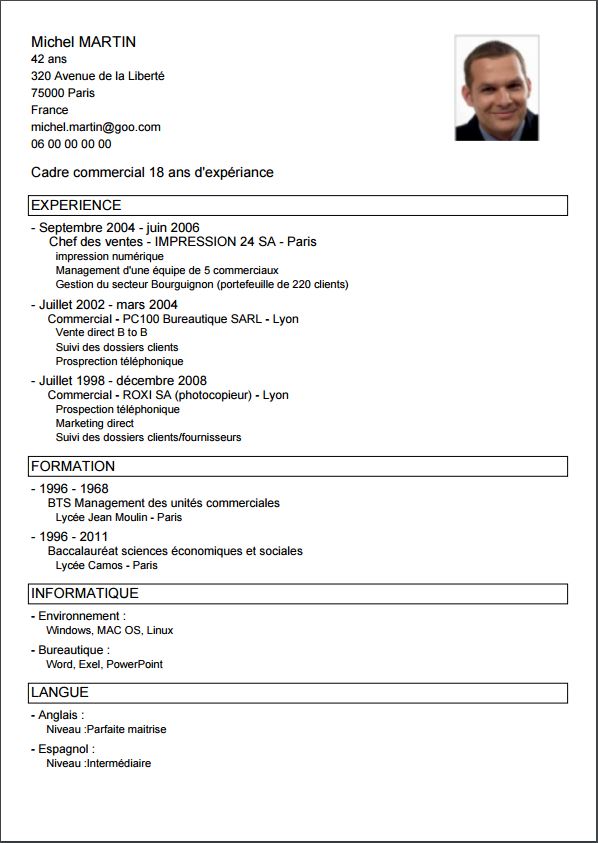 Michel MARTIN
42 ans
320 Avenue de la Liberté
75000 Paris
France
michel.martin@goo.com
06 00 00 00 00
Cadre commercial 18 ans d'expériance
EXPERIENCE
- Septembre 2004 - juin 2006
Chef des ventes - IMPRESSION 24 SA - Paris
impression numérique
Management d'une équipe de 5 commerciaux
Gestion du secteur Bourguignon (portefeuille de 220 clients)
- Juillet 2002 - mars 2004
Commercial - PC100 Bureautique SARL - Lyon
Vente direct B to B
Suivi des dossiers clients
Prosprection téléphonique
- Juillet 1998 - décembre 2008
Commercial - ROXI SA (photocopieur) - Lyon
Prospection téléphonique
Marketing direct
Suivi des dossiers clients/fournisseurs
FORMATION
- 1996 - 1968
BTS Management des unités commerciales
Lycée Jean Moulin - Paris
- 1996 - 2011
Baccalauréat sciences économiques et sociales
Lycée Camos - Paris
INFORMATIQUE
- Environnement :
Windows, MAC OS, Linux
- Bureautique :
Word, Exel, PowerPoint
LANGUE
- Anglais :
Niveau :Parfaite maitrise
- Espagnol :
Niveau :Intermédiaire